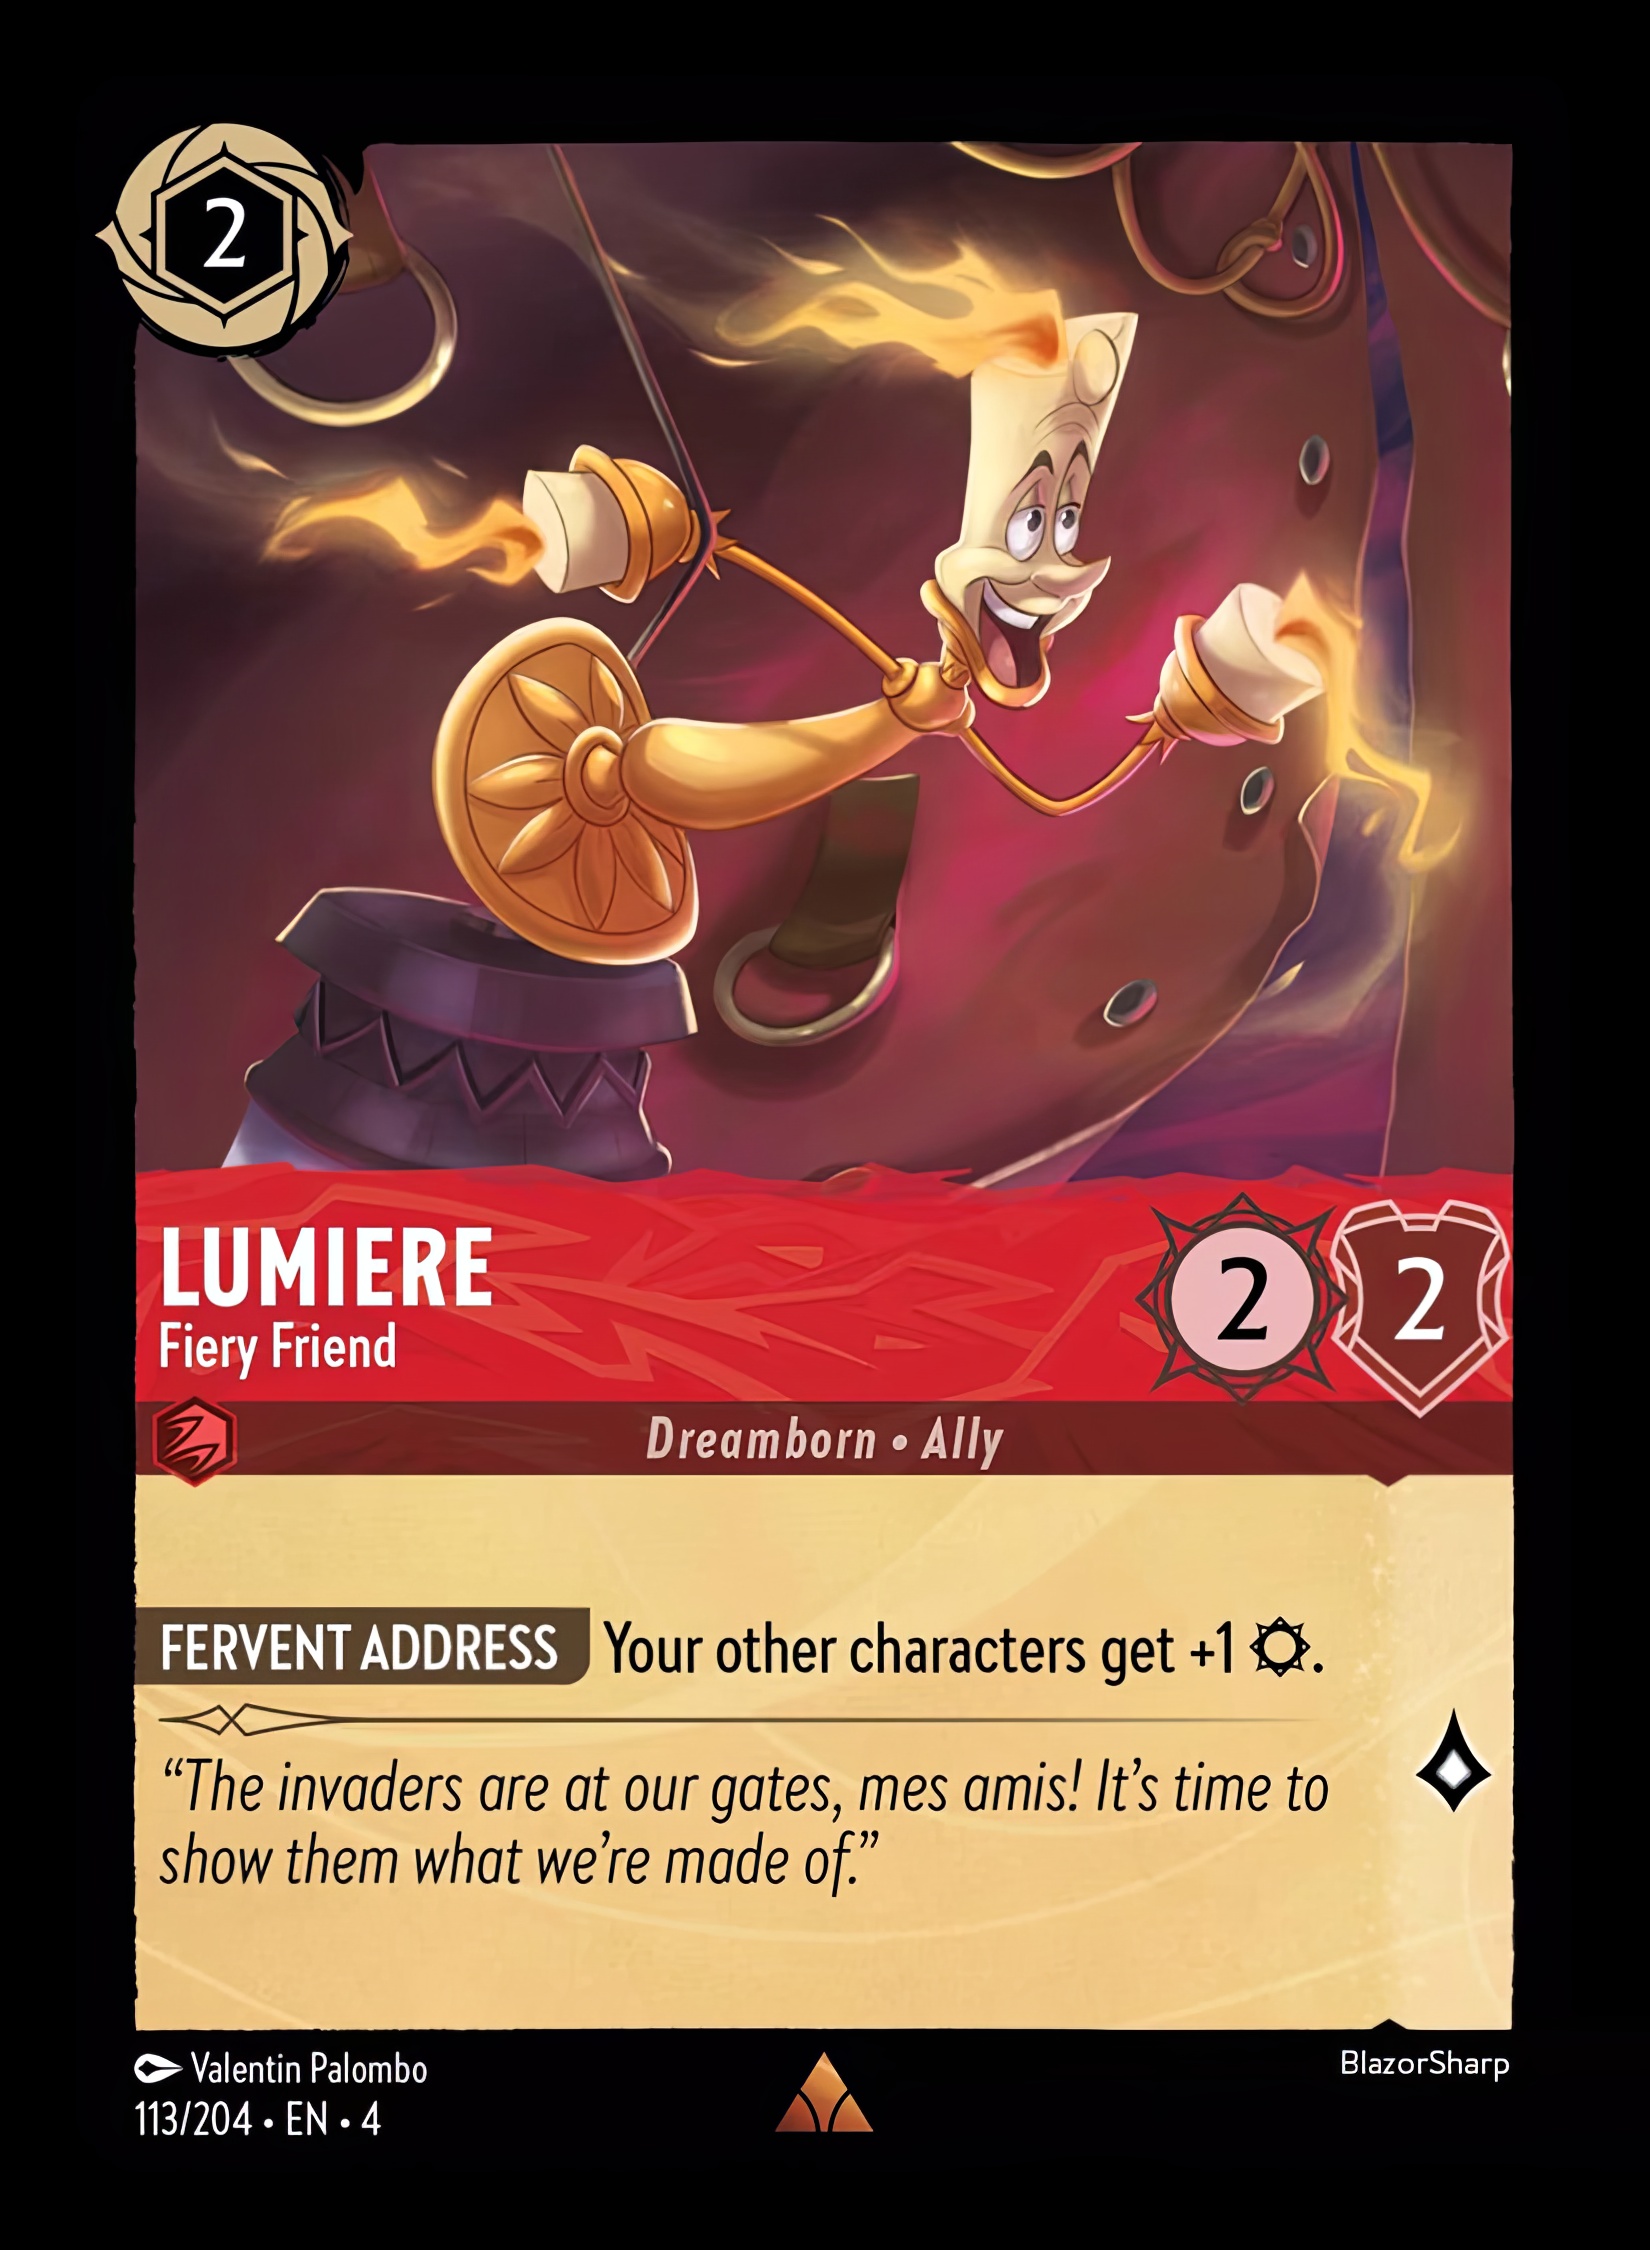 2
LUMIERE
Fiery Friend
2 2
Dreamborn • Ally
FERVENT ADDRESS Your other characters get +1 .
“The invaders are at our gates, mes amis! It’s time to
show them what we’re made of.”
Valentin Palombo
113/204 • EN • 4
BlazorSharp